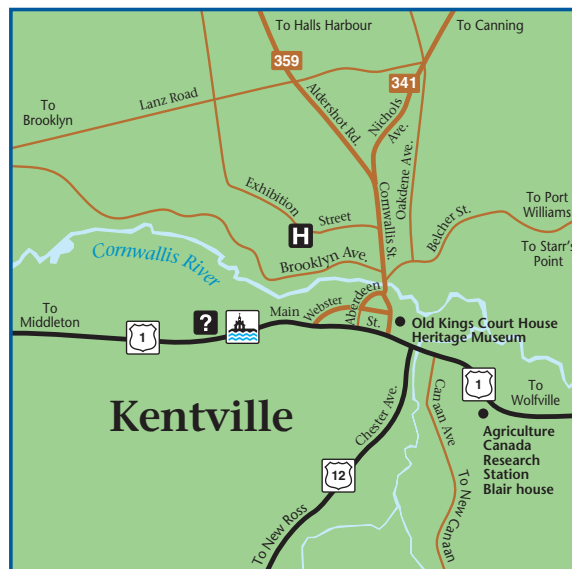 To Halls Harbour
To Canning
359
341
To
Brooklyn
Lanz Road
Aldershot Rd.
Nichols
Ave.
Oakdene Ave.
Exhibition
Street
H
Cornwallis St.
Belcher St.
To Port
Williams
To Starr's
Point
Cornwallis River
Brooklyn Ave.
To
Middleton
1
?
Main
Webster
Aberdeen
St.
Old Kings Court House
Heritage Museum
1
To
Wolfville
Kentville
Chester Ave.
Canaan Ave
Agriculture
Canada
Research
Station
Blair house
12
To New Ross
To New Canaan